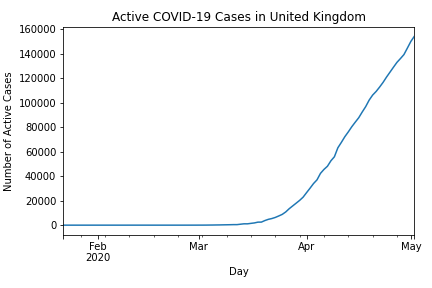 Active COVID-19 Cases in United Kingdom
160000
140000
120000
100000
80000
60000
40000
20000
0
Number of Active Cases
Feb
2020
Mar
Apr
May
Day